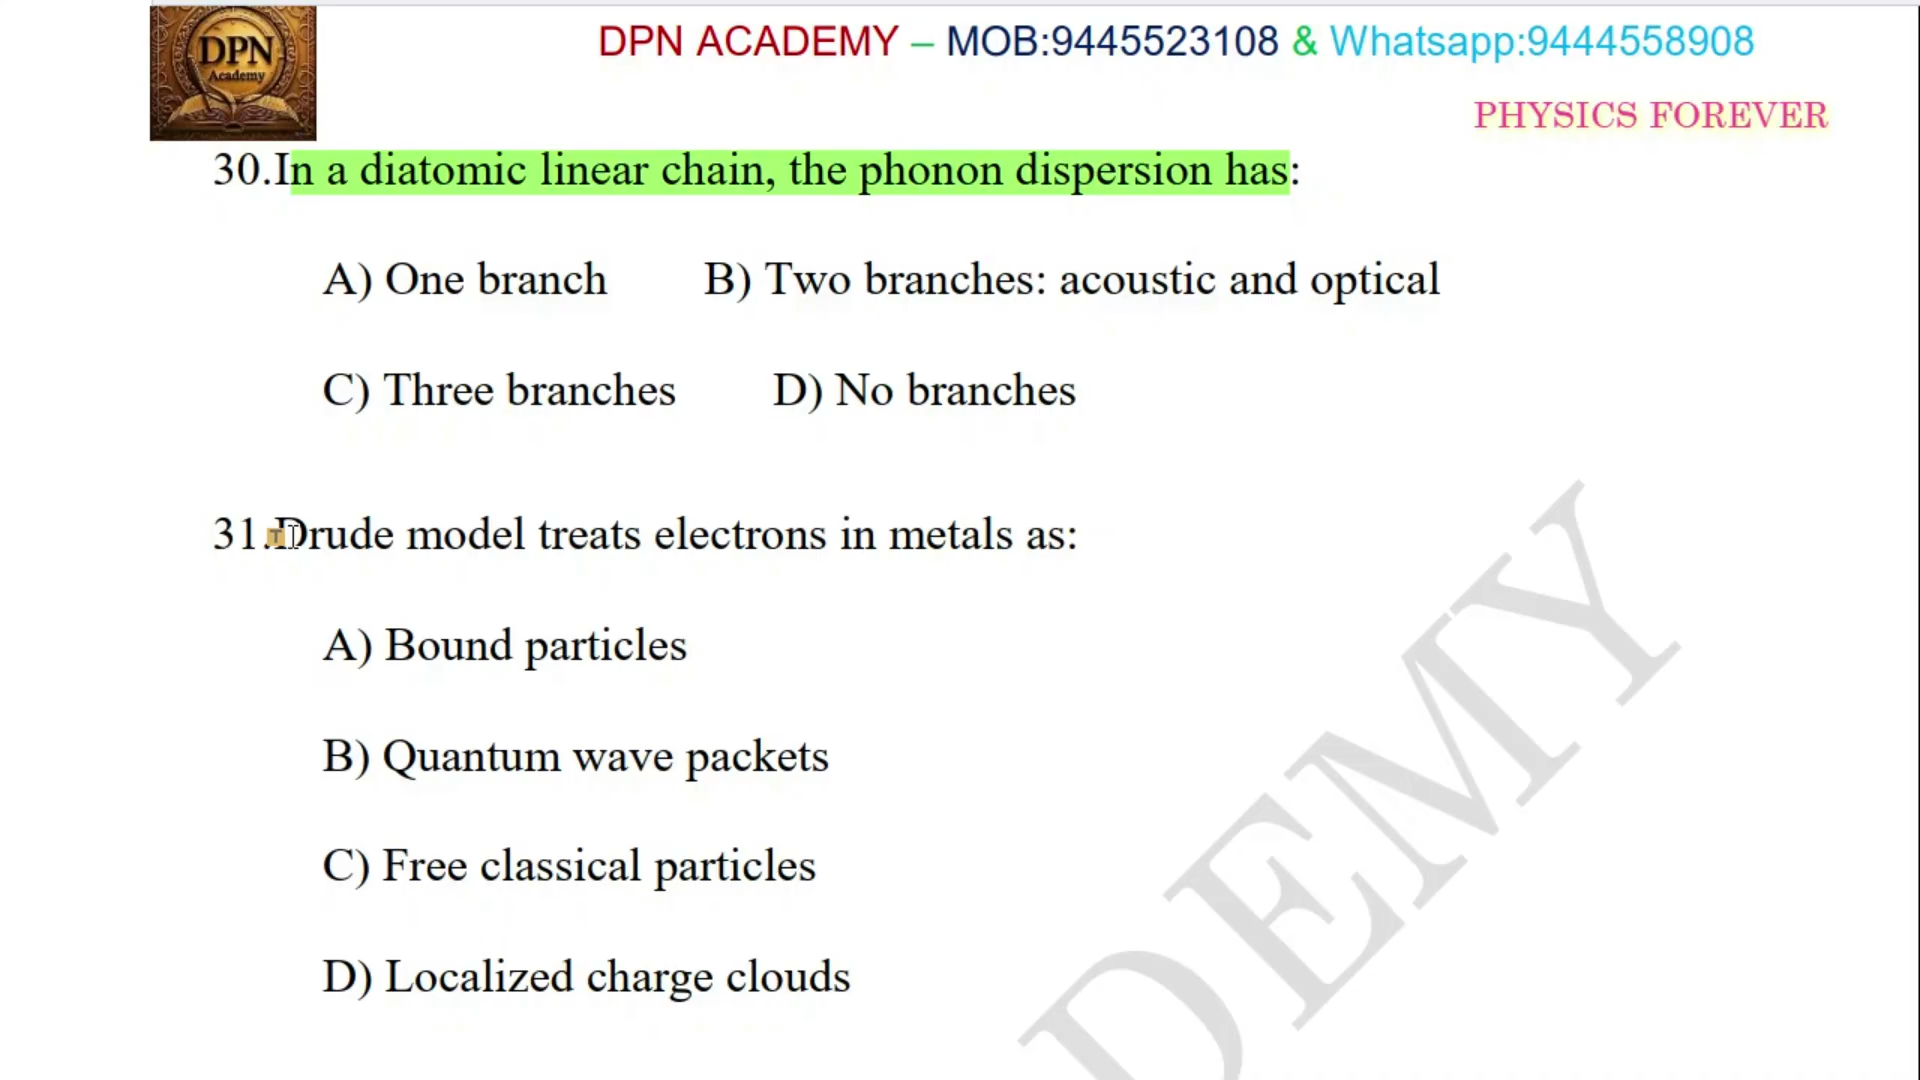 DPN
Academy
DPN ACADEMY – MOB:9445523108 & Whatsapp:9444558908
PHYSICS FOREVER
30.In a diatomic linear chain, the phonon dispersion has:
A) One branch B) Two branches: acoustic and optical
C) Three branches D) No branches
31.Drude model treats electrons in metals as:
A) Bound particles
B) Quantum wave packets
C) Free classical particles
D) Localized charge clouds
DEMY